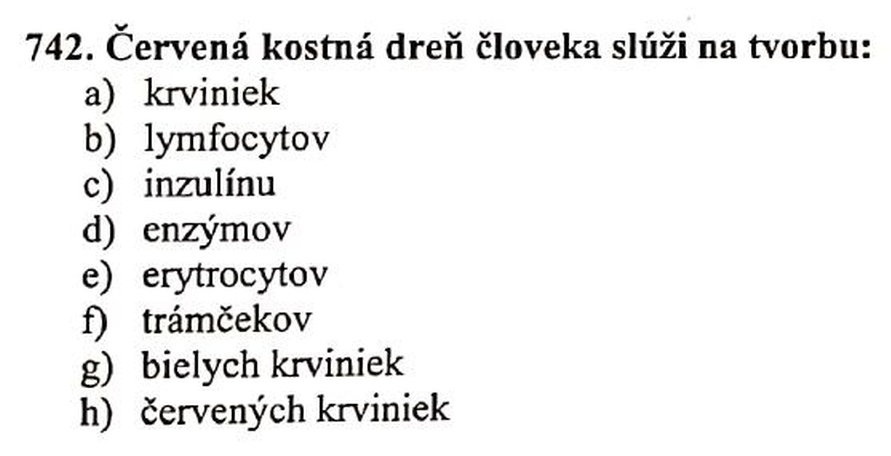 742. Červená kostná dreň človeka slúži na tvorbu:
a) krviniek
b) lymfocytov
c) inzulínu
d) enzýmov
e) erytrocytov
f) trámčekov
g) bielych krviniek
h) červených krviniek